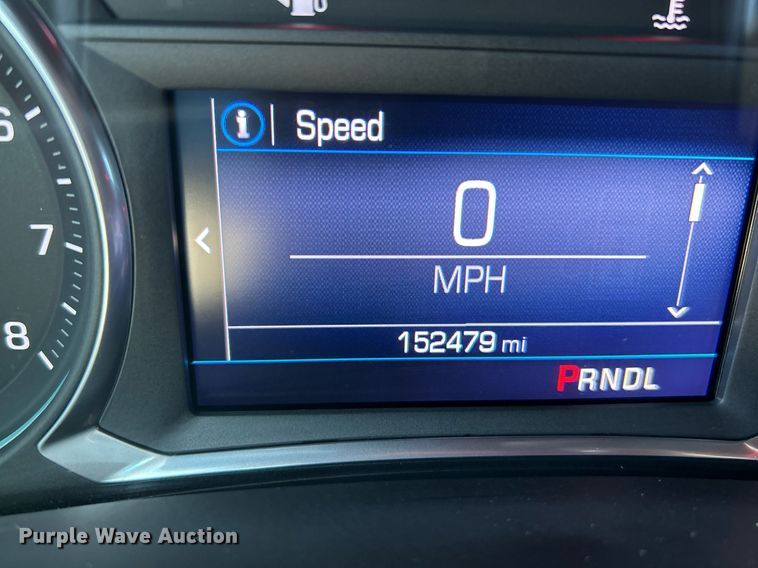 6
7
8
i Speed
0
MPH
152479 mi
PRNDL
Purple Wave Auction